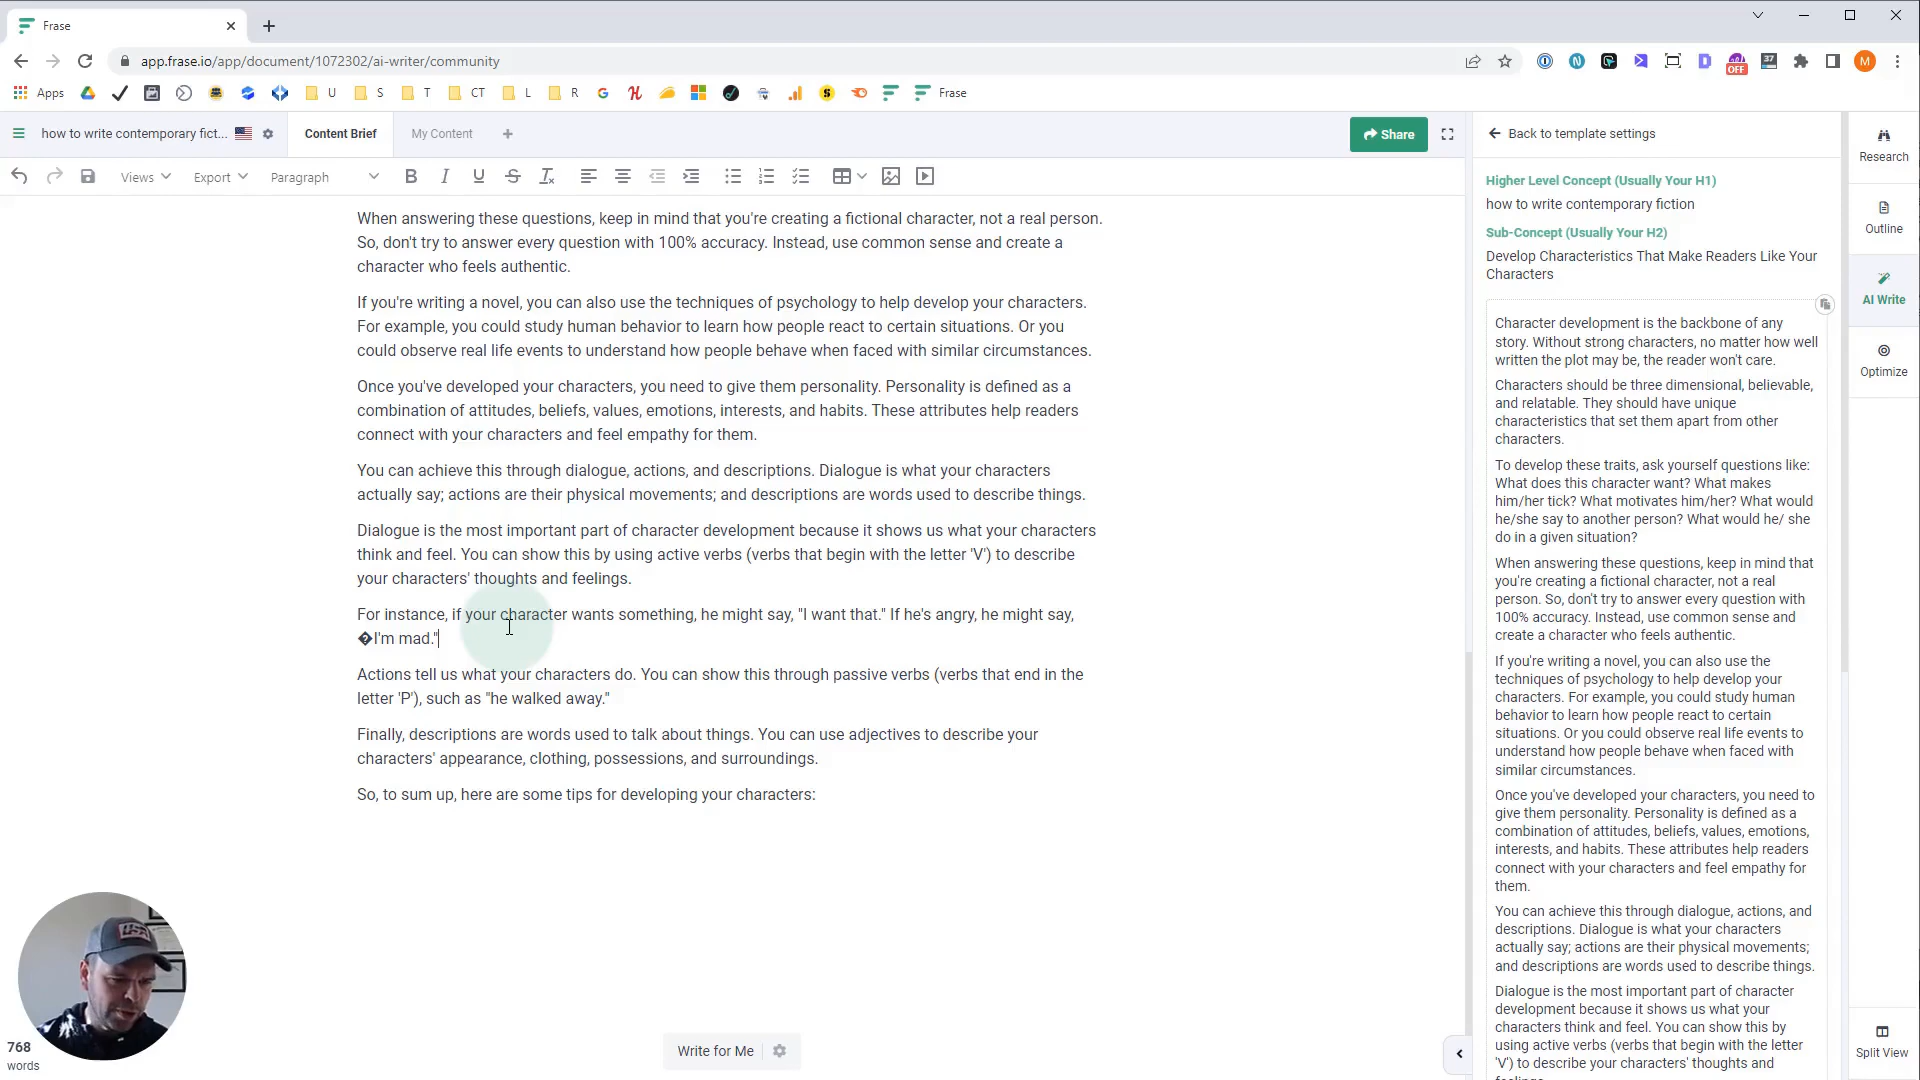 Frase
app.frase.io/app/document/1072302/ai-writer/community
OFF
37
M
Apps
U
S
T
CT
L
R
Frase
how to write contemporary fict...
Content Brief
My Content
Share
Back to template settings
Research
Views
Export
Paragraph
When answering these questions, keep in mind that you're creating a fictional character, not a real person.
So, don't try to answer every question with 100% accuracy. Instead, use common sense and create a
character who feels authentic.
If you're writing a novel, you can also use the techniques of psychology to help develop your characters.
For example, you could study human behavior to learn how people react to certain situations. Or you
could observe real life events to understand how people behave when faced with similar circumstances.
Once you've developed your characters, you need to give them personality. Personality is defined as a
combination of attitudes, beliefs, values, emotions, interests, and habits. These attributes help readers
connect with your characters and feel empathy for them.
You can achieve this through dialogue, actions, and descriptions. Dialogue is what your characters
actually say; actions are their physical movements; and descriptions are words used to describe things.
Dialogue is the most important part of character development because it shows us what your characters
think and feel. You can show this by using active verbs (verbs that begin with the letter 'V') to describe
your characters' thoughts and feelings.
For instance, if your character wants something, he might say, "I want that." If he's angry, he might say,
�I'm mad."
Actions tell us what your characters do. You can show this through passive verbs (verbs that end in the
letter 'P'), such as "he walked away."
Finally, descriptions are words used to talk about things. You can use adjectives to describe your
characters' appearance, clothing, possessions, and surroundings.
So, to sum up, here are some tips for developing your characters:
USA
768
words
Write for Me
Higher Level Concept (Usually Your H1)
how to write contemporary fiction
Sub-Concept (Usually Your H2)
Develop Characteristics That Make Readers Like Your
Characters
Character development is the backbone of any
story. Without strong characters, no matter how well
written the plot may be, the reader won't care.
Characters should be three dimensional, believable,
and relatable. They should have unique
characteristics that set them apart from other
characters.
To develop these traits, ask yourself questions like:
What does this character want? What makes
him/her tick? What motivates him/her? What would
he/she say to another person? What would he/ she
do in a given situation?
When answering these questions, keep in mind that
you're creating a fictional character, not a real
person. So, don't try to answer every question with
100% accuracy. Instead, use common sense and
create a character who feels authentic.
If you're writing a novel, you can also use the
techniques of psychology to help develop your
characters. For example, you could study human
behavior to learn how people react to certain
situations. Or you could observe real life events to
understand how people behave when faced with
similar circumstances.
Once you've developed your characters, you need to
give them personality. Personality is defined as a
combination of attitudes, beliefs, values, emotions,
interests, and habits. These attributes help readers
connect with your characters and feel empathy for
them.
You can achieve this through dialogue, actions, and
descriptions. Dialogue is what your characters
actually say; actions are their physical movements;
and descriptions are words used to describe things.
Dialogue is the most important part of character
development because it shows us what your
characters think and feel. You can show this by
using active verbs (verbs that begin with the letter
'V') to describe your characters' thoughts and
feelings.
Outline
AI Write
Optimize
Split View